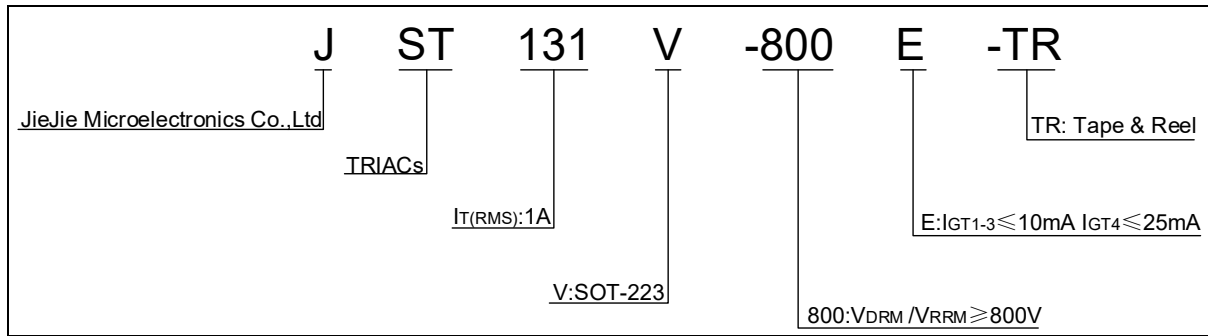 J ST 131 V -800 E -TR
JieJie Microelectronics Co.,Ltd
TR: Tape & Reel
TRIACs
IT(RMS):1A
E:IGT1-3≤10mA IGT4≤25mA
V:SOT-223
800:VDRM /VRRM≥800V